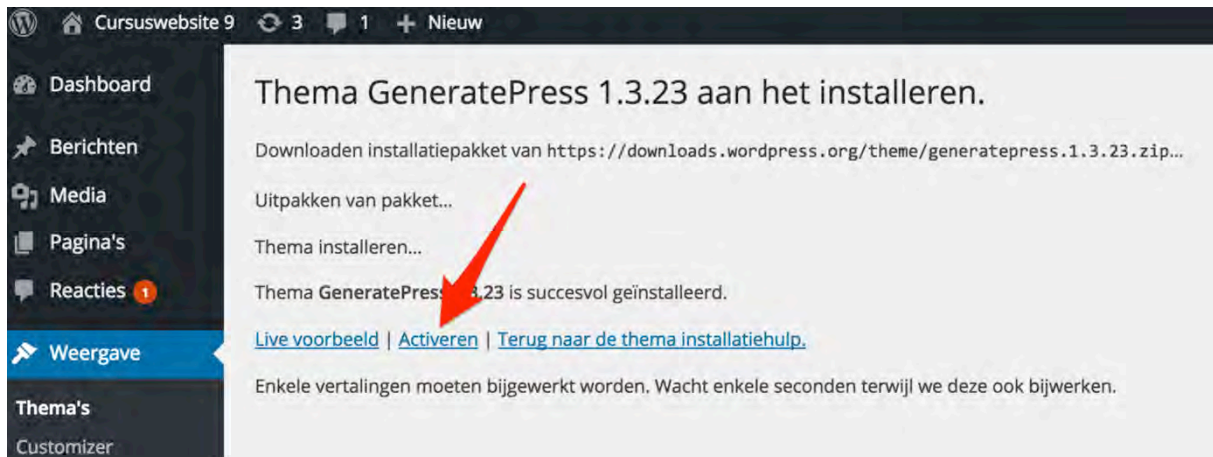 Cursuswebsite 9 3 1 + Nieuw
Dashboard
Berichten
Media
Pagina's
Reacties 1
Weergave
Thema's
Customizer
Thema GeneratePress 1.3.23 aan het installeren.
Downloaden installatiepakket van https://downloads.wordpress.org/theme/generatepress.1.3.23.zip…
Uitpakken van pakket…
Thema installeren…
Thema GeneratePress .23 is succesvol geïnstalleerd.
Live voorbeeld | Activeren | Terug naar de thema installatiehulp.
Enkele vertalingen moeten bijgewerkt worden. Wacht enkele seconden terwijl we deze ook bijwerken.